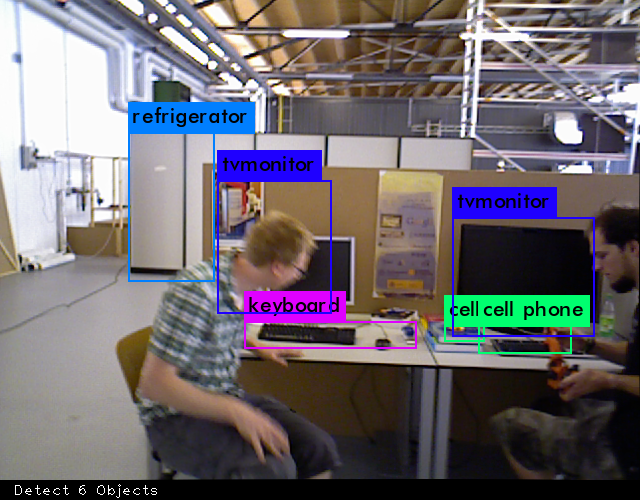 refrigerator
tvmonitor
tvmonitor
keyboard
cell cell phone
Detect 6 Objects